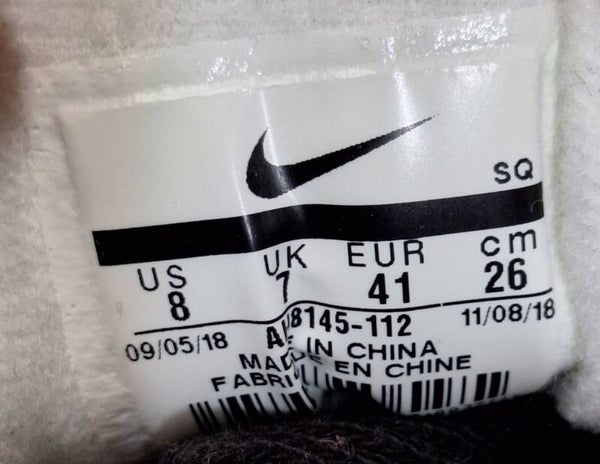 SQ
US UK EUR cm
8 7 41 26
8145-112
09/05/18 11/08/18
IN CHINA
EN CHINE